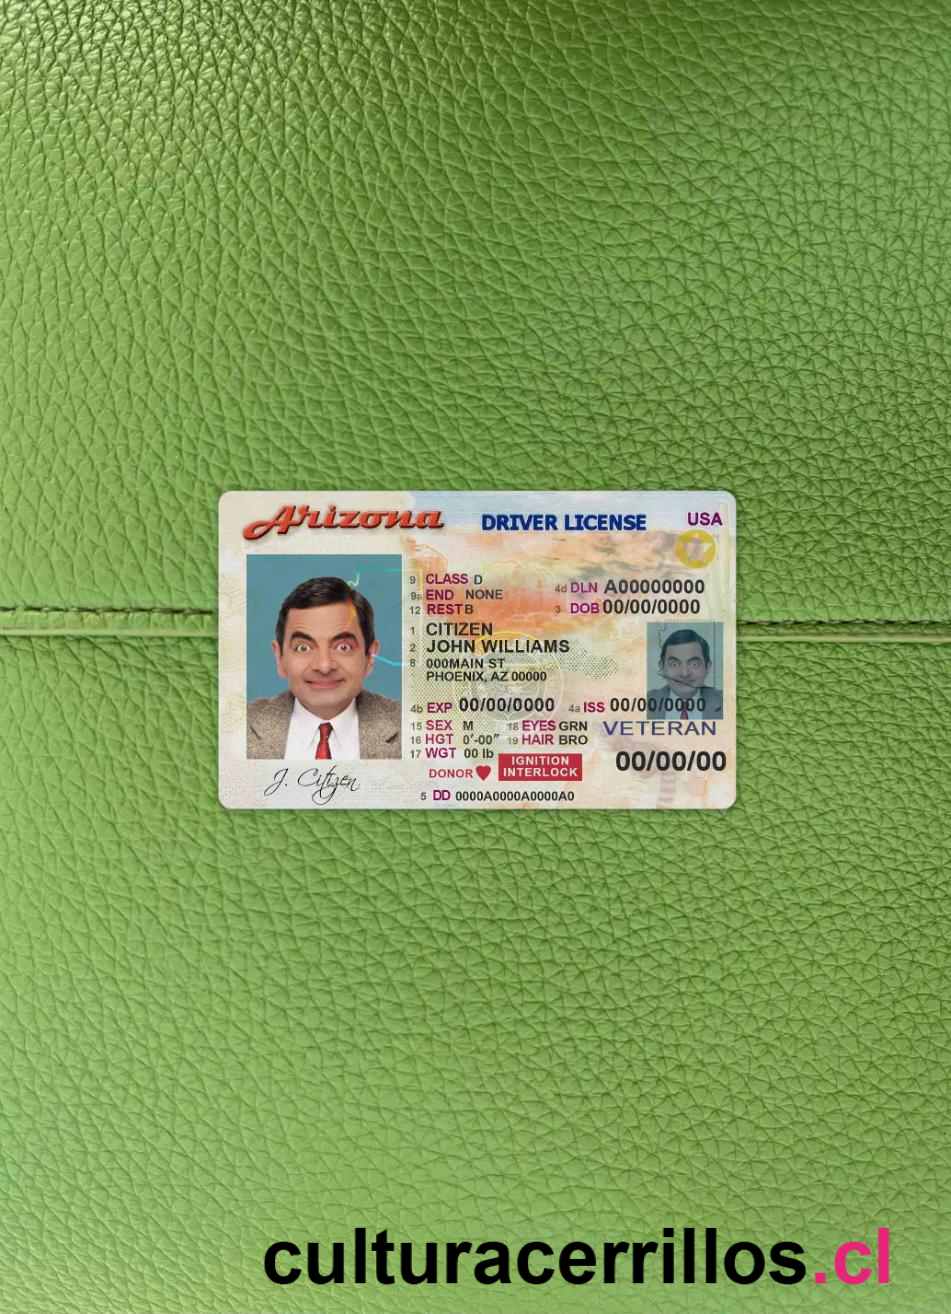 Arizona DRIVER LICENSE USA
9 CLASS D 4d DLN A00000000
9a END NONE
12 REST B 3 DOB 00/00/0000
1 CITIZEN
2 JOHN WILLIAMS
8 000MAIN ST
PHOENIX, AZ 00000
4b EXP 00/00/0000 4a ISS 00/00/0000
15 SEX M 18 EYES GRN VETERAN
16 HGT 0'-00" 19 HAIR BRO
17 WGT 00 lb IGNITION INTERLOCK 00/00/00
DONOR
J. Citizen
5 DD 0000A0000A0000A0
culturacerrillos.cl